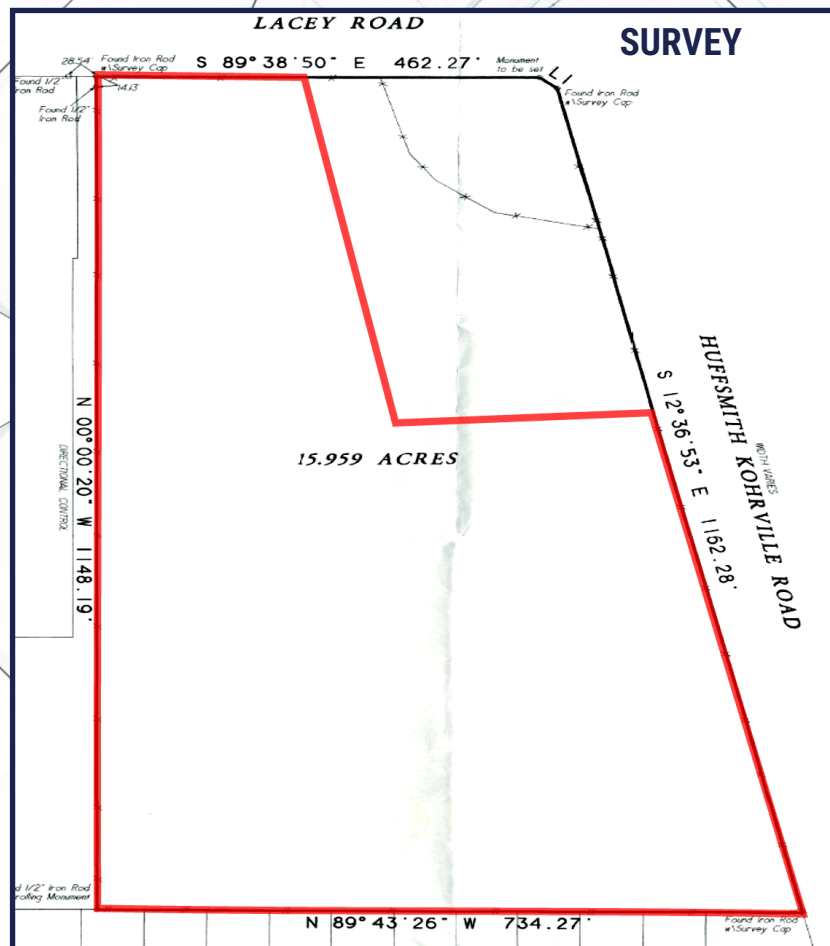 LACEY ROAD
SURVEY
S 89°38'50" E 462.27'
28.54'
Found Iron Rod
w\Survey Cap
Monument
to be set
L1
Found 1/2"
Iron Rod
14.13'
Found 1/2"
Iron Rod
Found Iron Rod
w\Survey Cap
HUFFSMITH KOHRVILLE ROAD
WIDTH VARIES
S 12°36'53" E 1162.28'
15.959 ACRES
N 00°00'20" W 1148.19'
DIRECTIONAL CONTROL
d 1/2" Iron Rod
rolling Monument
N 89°43'26" W 734.27'
Found Iron Rod
w\Survey Cap